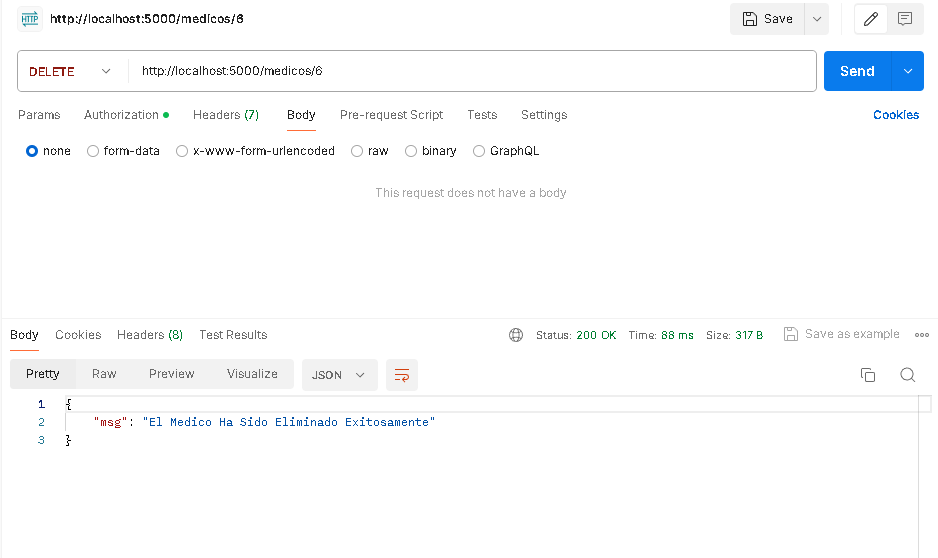 HTTP http://localhost:5000/medicos/6 Save
DELETE http://localhost:5000/medicos/6 Send
Params Authorization Headers (7) Body Pre-request Script Tests Settings Cookies
none form-data x-www-form-urlencoded raw binary GraphQL
This request does not have a body
Body Cookies Headers (8) Test Results Status: 200 OK Time: 88 ms Size: 317 B Save as example
Pretty Raw Preview Visualize JSON
1 {
2 "msg": "El Medico Ha Sido Eliminado Exitosamente"
3 }